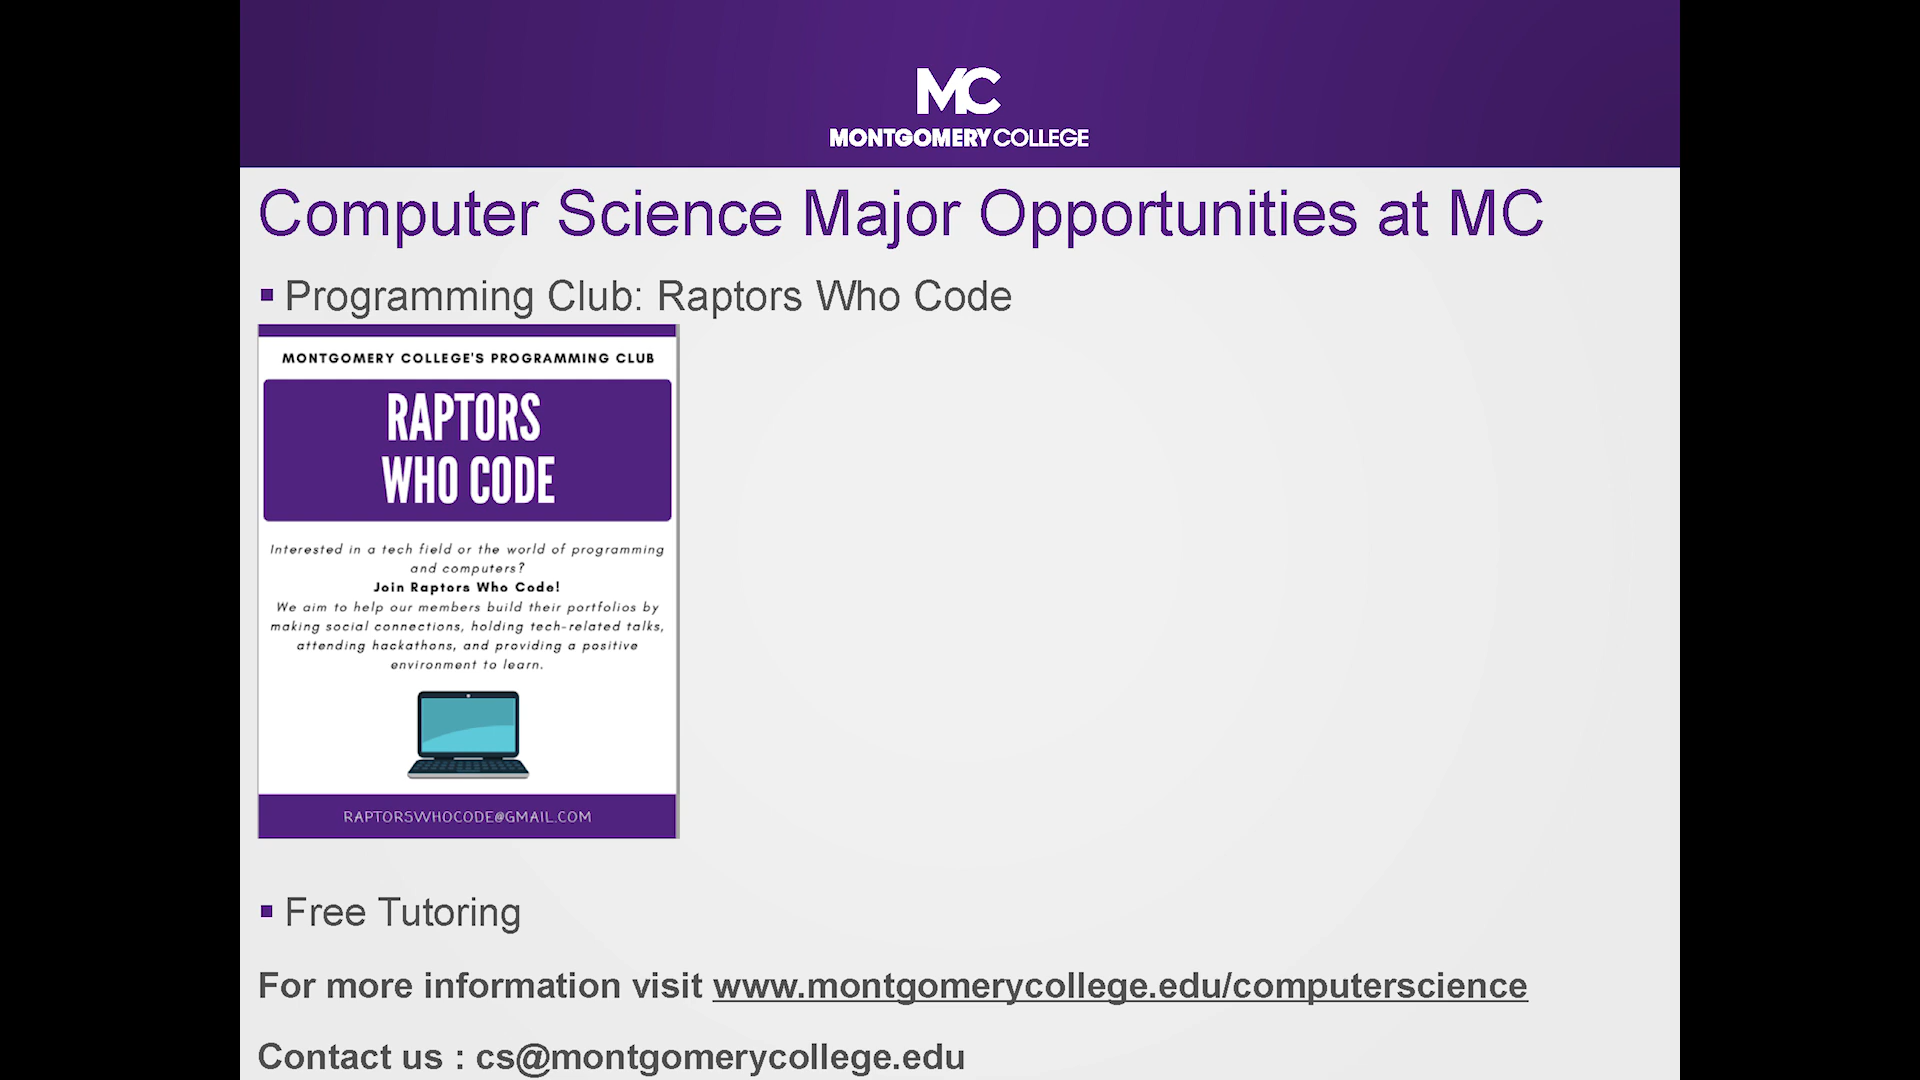 MC
MONTGOMERY COLLEGE
Computer Science Major Opportunities at MC
Programming Club: Raptors Who Code
MONTGOMERY COLLEGE'S PROGRAMMING CLUB
RAPTORS
WHO CODE
Interested in a tech field or the world of programming
and computers?
Join Raptors Who Code!
We aim to help our members build their portfolios by
making social connections, holding tech-related talks,
attending hackathons, and providing a positive
environment to learn.
RAPTORSWHOCODE@GMAIL.COM
Free Tutoring
For more information visit www.montgomerycollege.edu/computerscience
Contact us : cs@montgomerycollege.edu